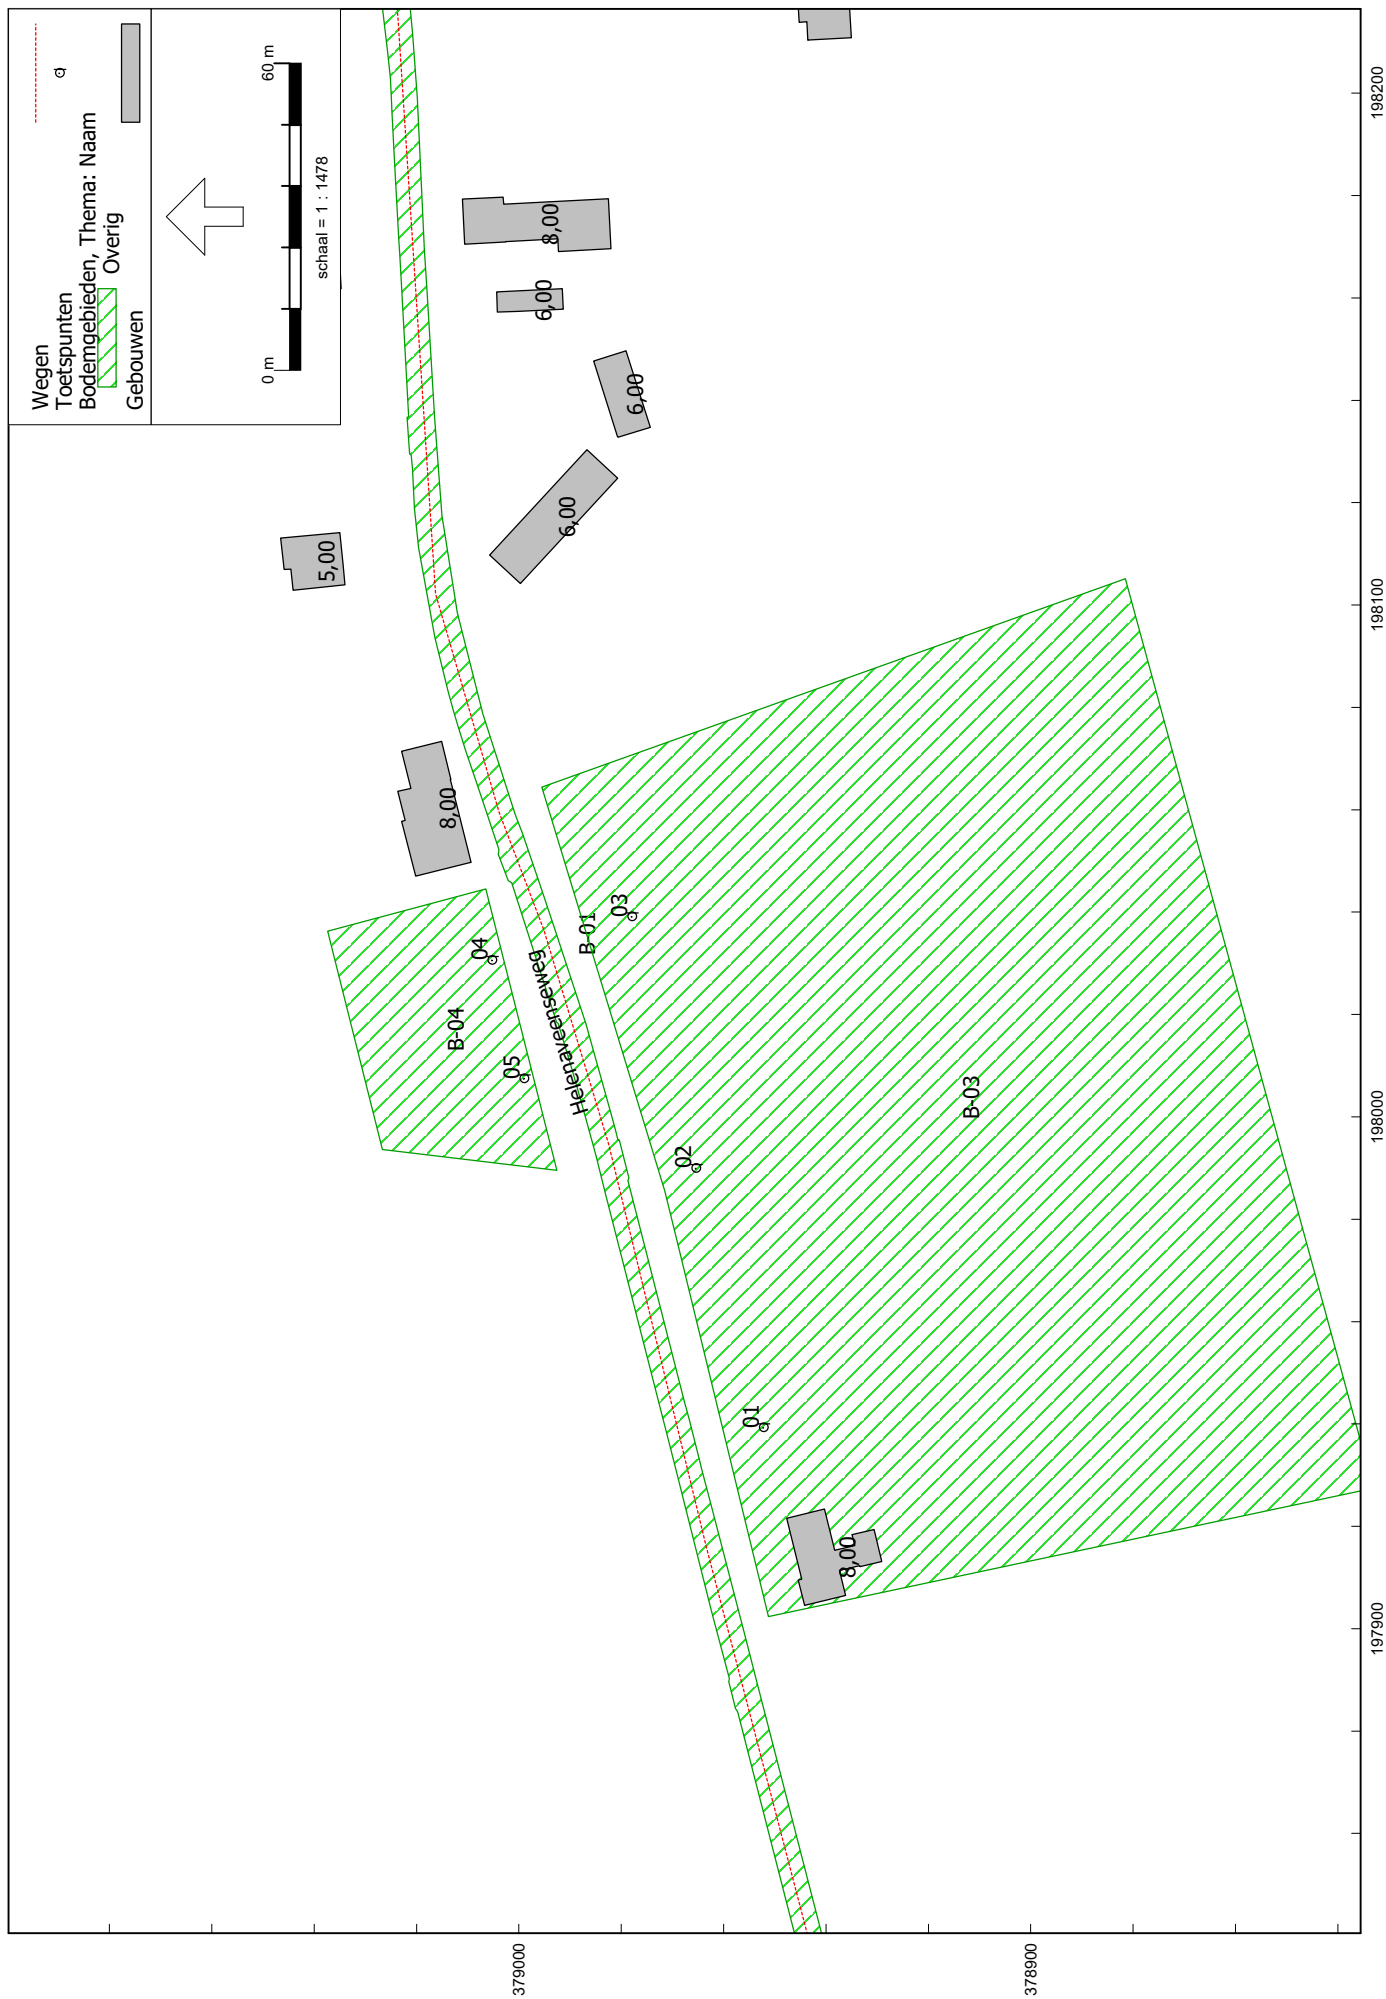 Wegen
Toetspunten
Bodemgebieden, Thema: Naam
Overig
Gebouwen
0 m
60 m
schaal = 1 : 1478
5,00
8,00
6,00
6,00
6,00
8,00
04
05
B-04
Helenaveenseweg
B-01
03
02
01
B-03
8,00
379000
378900
197900
198000
198100
198200